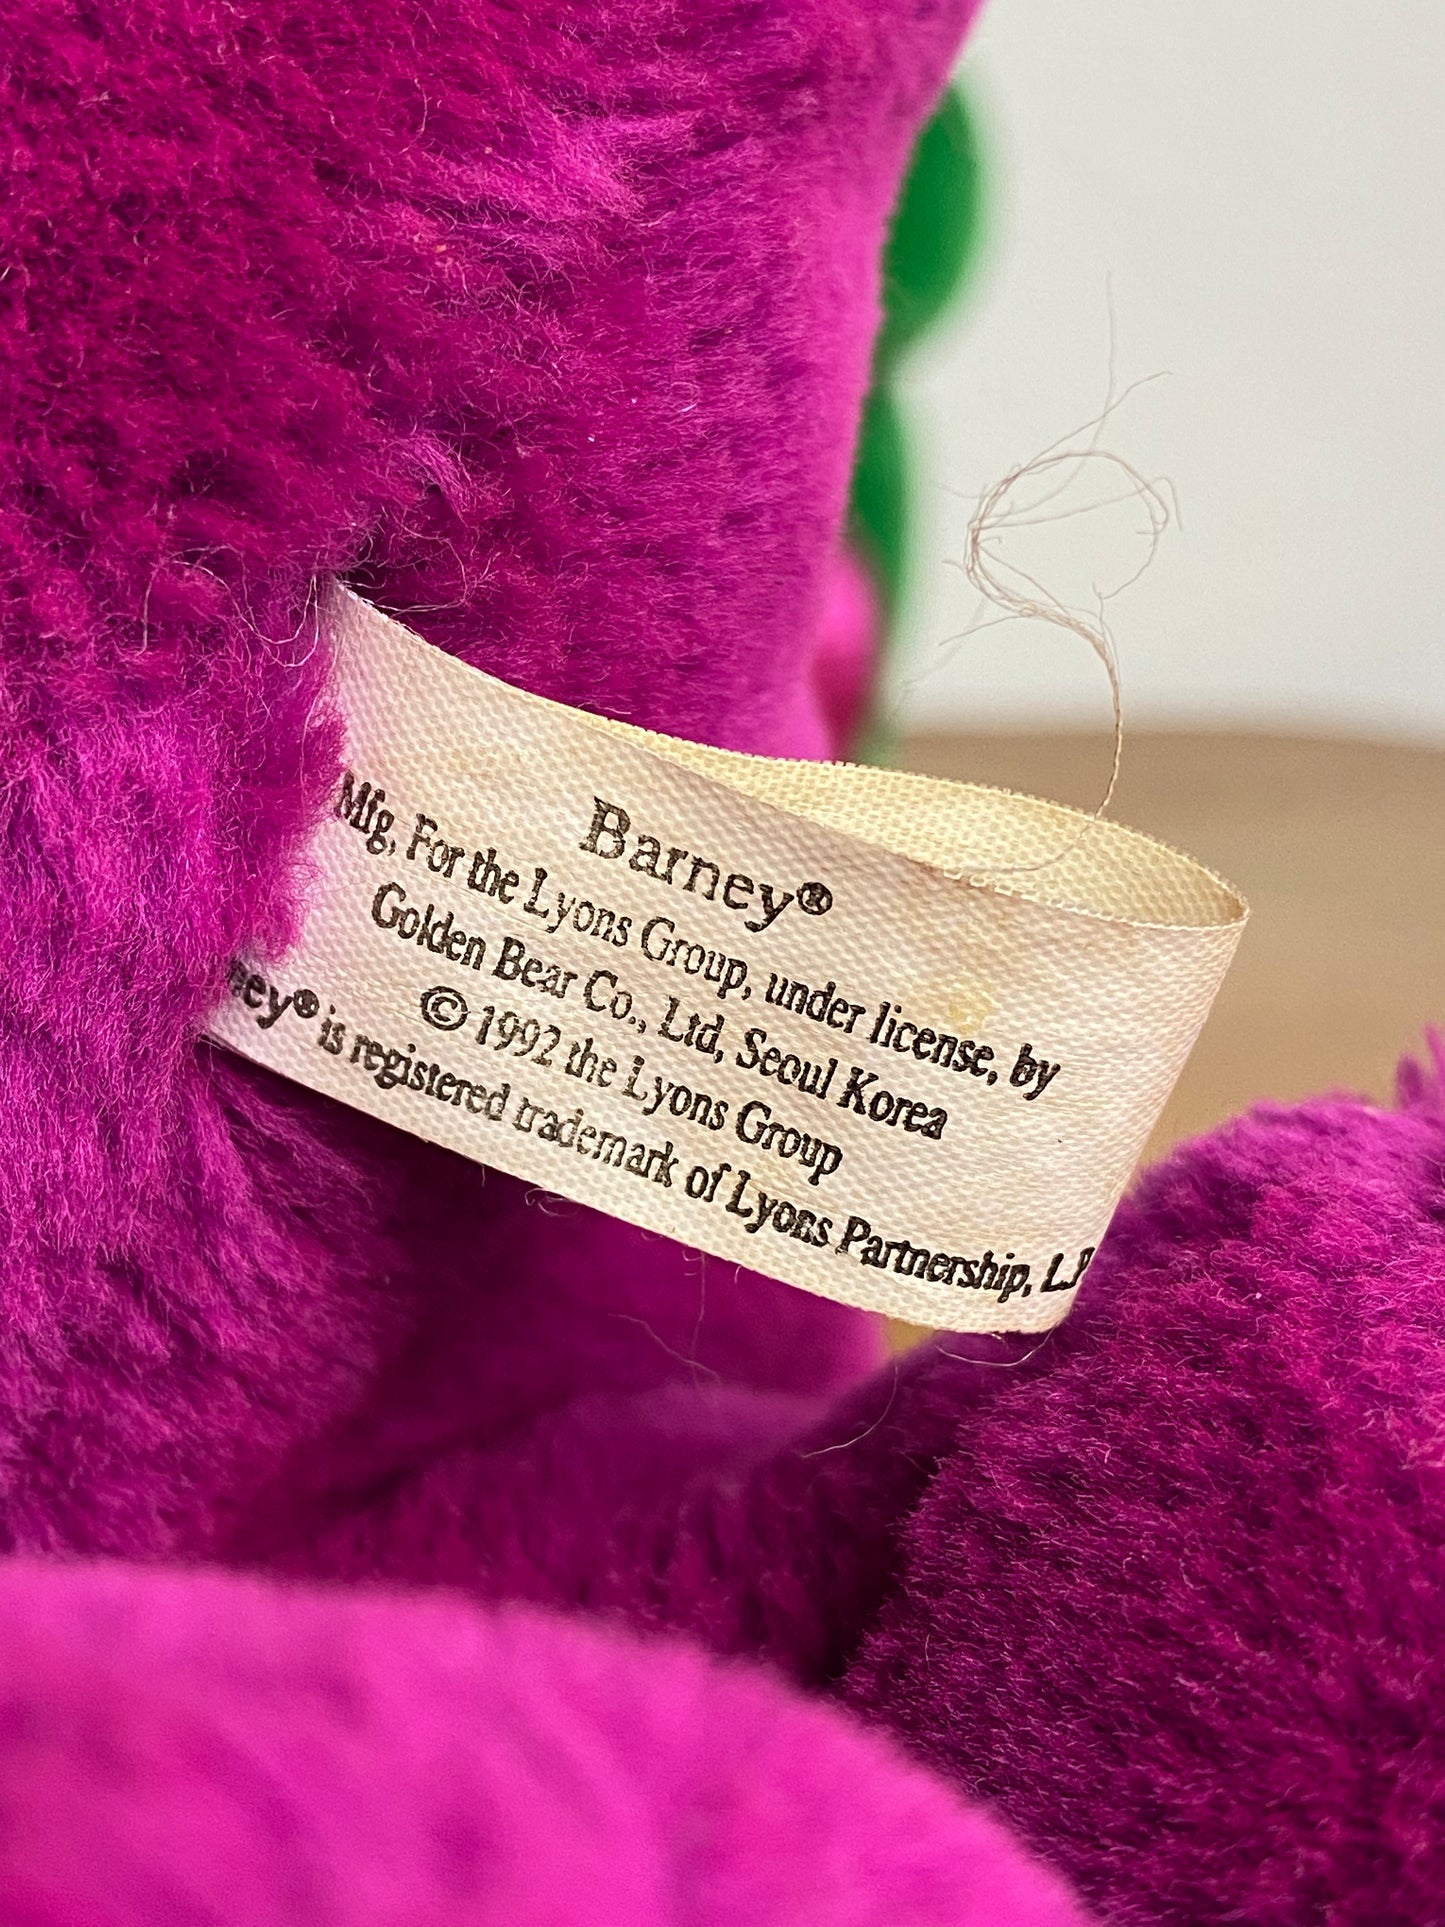 Barney®
Mfg, For the Lyons Group, under license, by
Golden Bear Co., Ltd, Seoul Korea
© 1992 the Lyons Group
ney® is registered trademark of Lyons Partnership, L.P